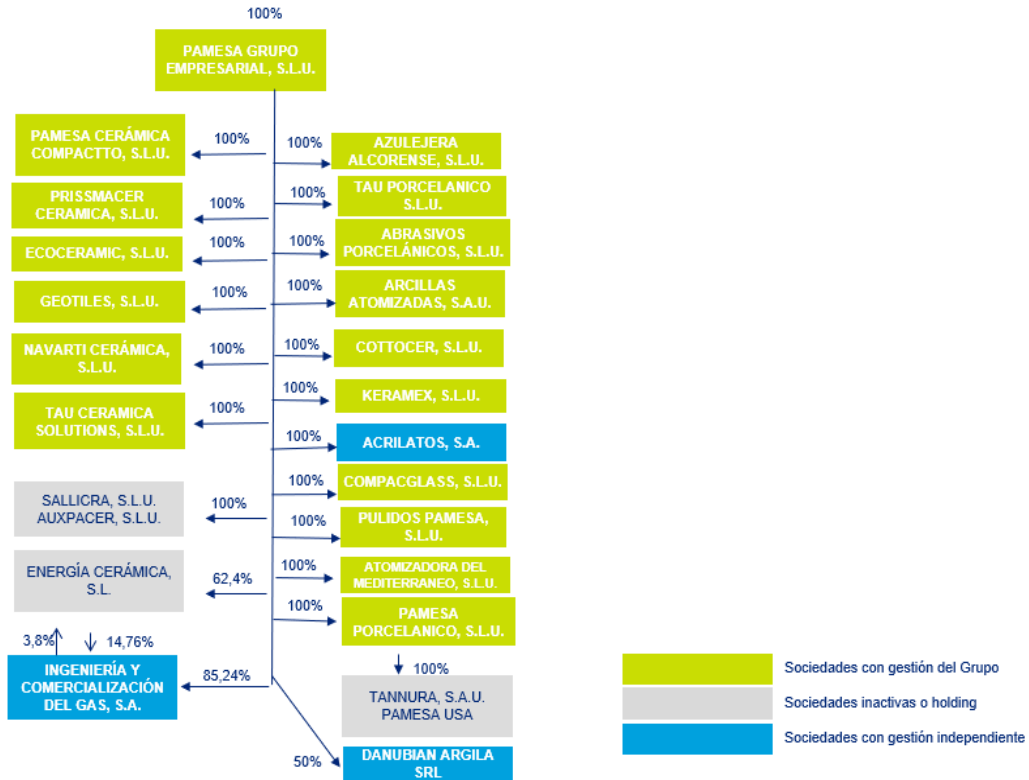 100%
PAMESA GRUPO
EMPRESARIAL, S.L.U.
PAMESA CERÁMICA
COMPACTTO, S.L.U.
100%
100%
AZULEJERA
ALCORENSE, S.L.U.
PRISSMACER
CERAMICA, S.L.U.
100%
100%
TAU PORCELANICO
S.L.U.
ECOCERAMIC, S.L.U.
100%
100%
ABRASIVOS
PORCELÁNICOS, S.L.U.
GEOTILES, S.L.U.
100%
100%
ARCILLAS
ATOMIZADAS, S.A.U.
NAVARTI CERÁMICA,
S.L.U.
100%
100%
COTTOCER, S.L.U.
TAU CERAMICA
SOLUTIONS, S.L.U.
100%
100%
KERAMEX, S.L.U.
100%
ACRILATOS, S.A.
SALLICRA, S.L.U.
AUXPACER, S.L.U.
100%
100%
COMPACGLASS, S.L.U.
100%
PULIDOS PAMESA,
S.L.U.
ENERGÍA CERÁMICA,
S.L.
62,4%
100%
ATOMIZADORA DEL
MEDITERRANEO, S.L.U.
100%
PAMESA
PORCELANICO, S.L.U.
3,8%
14,76%
INGENIERÍA Y
COMERCIALIZACIÓN
DEL GAS, S.A.
85,24%
100%
TANNURA, S.A.U.
PAMESA USA
50%
DANUBIAN ARGILA
SRL
Sociedades con gestión del Grupo
Sociedades inactivas o holding
Sociedades con gestión independiente